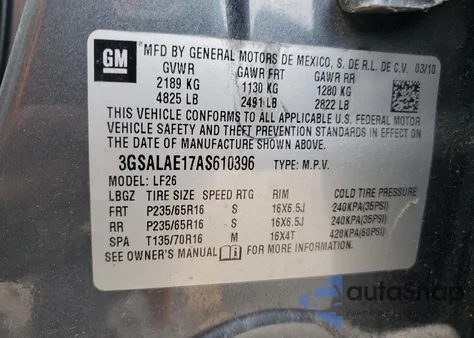 GM
MFD BY GENERAL MOTORS DE MEXICO, S. DE R.L. DE C.V. 03/10
GVWR GAWR FRT GAWR RR
2189 KG 1130 KG 1280 KG
4825 LB 2491 LB 2822 LB
THIS VEHICLE CONFORMS TO ALL APPLICABLE U.S. FEDERAL MOTOR
VEHICLE SAFETY AND THEFT PREVENTION STANDARDS IN EFFECT ON
THE DATE OF MANUFACTURE SHOWN ABOVE.
3GSALAE17AS610396 TYPE: M.P.V.
MODEL: LF26
LBGZ TIRE SIZE SPEED RTG RIM COLD TIRE PRESSURE
FRT P235/65R16 S 16X6.5J 240KPA(35PSI)
RR P235/65R16 S 16X6.5J 240KPA(35PSI)
SPA T135/70R16 M 16X4T 420KPA(60PSI)
SEE OWNER'S MANUAL FOR MORE INFORMATION
autoSnap